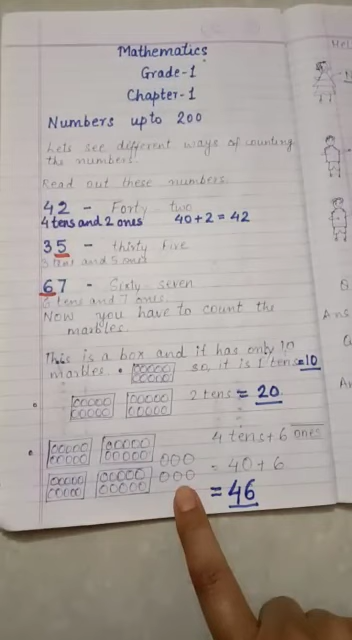 Mathematics
Grade-1
Chapter-1
Numbers upto 200
Lets see different ways of counting
the numbers.
Read out these numbers.
42 - Forty two
4 tens and 2 ones 40+2=42
35 - thirty five
3 tens and 5 ones
67 - Sixty seven
6 tens and 7 ones
Now you have to count the
marbles.
This is a box and it has only ten
marbles. so, it is 1 tens=10
2 tens = 20
4 tens+6 ones
= 40+6
= 46
Ans